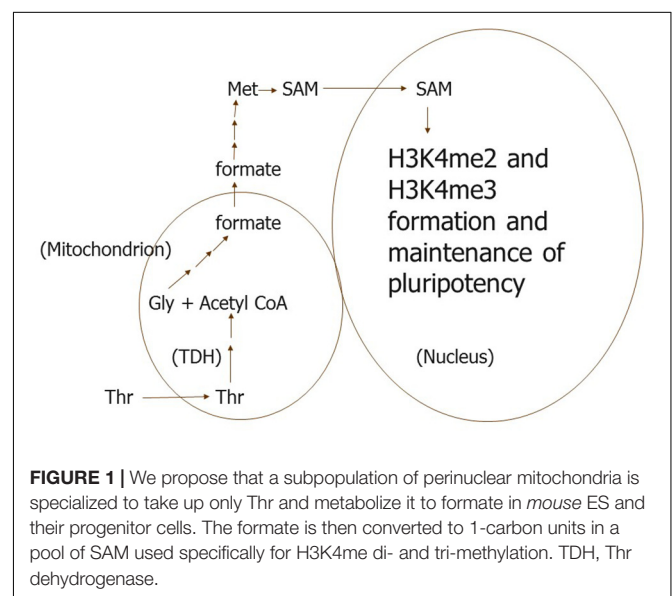 Met SAM SAM
H3K4me2 and
H3K4me3
formation and
maintenance of
pluripotency
formate
formate
(Mitochondrion)
Gly + Acetyl CoA
(TDH)
(Nucleus)
Thr Thr
FIGURE 1 | We propose that a subpopulation of perinuclear mitochondria is
specialized to take up only Thr and metabolize it to formate in mouse ES and
their progenitor cells. The formate is then converted to 1-carbon units in a
pool of SAM used specifically for H3K4me di- and tri-methylation. TDH, Thr
dehydrogenase.